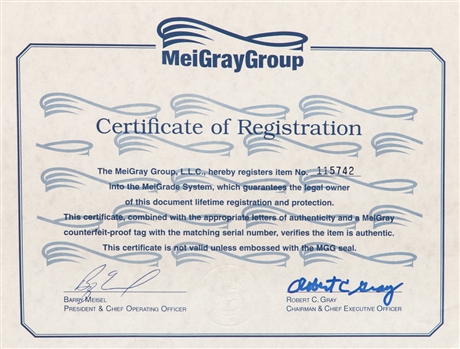 MeiGrayGroup
Certificate of Registration
The MeiGray Group, L.L.C., hereby registers item No. 115742
into the MeiGrade System, which guarantees the legal owner
of this document lifetime registration and protection.
This certificate, combined with the appropriate letters of authenticity and a MeiGray
counterfeit-proof tag with the matching serial number, verifies the item is authentic.
This certificate is not valid unless embossed with the MGG seal.
Robert C. Gray
BARRY MEISEL
PRESIDENT & CHIEF OPERATING OFFICER
ROBERT C. GRAY
CHAIRMAN & CHIEF EXECUTIVE OFFICER